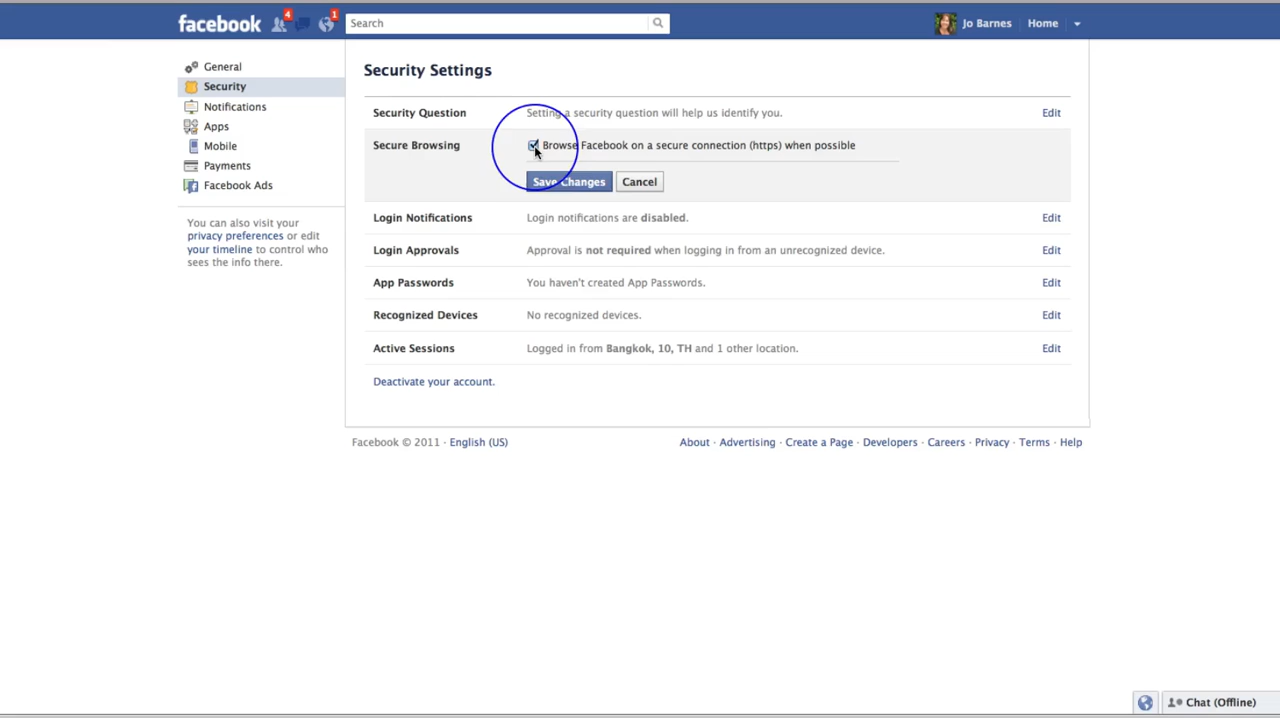 facebook 4 1 Search Jo Barnes Home
General
Security
Notifications
Apps
Mobile
Payments
Facebook Ads
You can also visit your
privacy preferences or edit
your timeline to control who
sees the info there.
Security Settings
Security Question Setting a security question will help us identify you. Edit
Secure Browsing Browse Facebook on a secure connection (https) when possible
Save Changes Cancel
Login Notifications Login notifications are disabled. Edit
Login Approvals Approval is not required when logging in from an unrecognized device. Edit
App Passwords You haven't created App Passwords. Edit
Recognized Devices No recognized devices. Edit
Active Sessions Logged in from Bangkok, 10, TH and 1 other location. Edit
Deactivate your account.
Facebook © 2011 · English (US) About · Advertising · Create a Page · Developers · Careers · Privacy · Terms · Help
Chat (Offline)